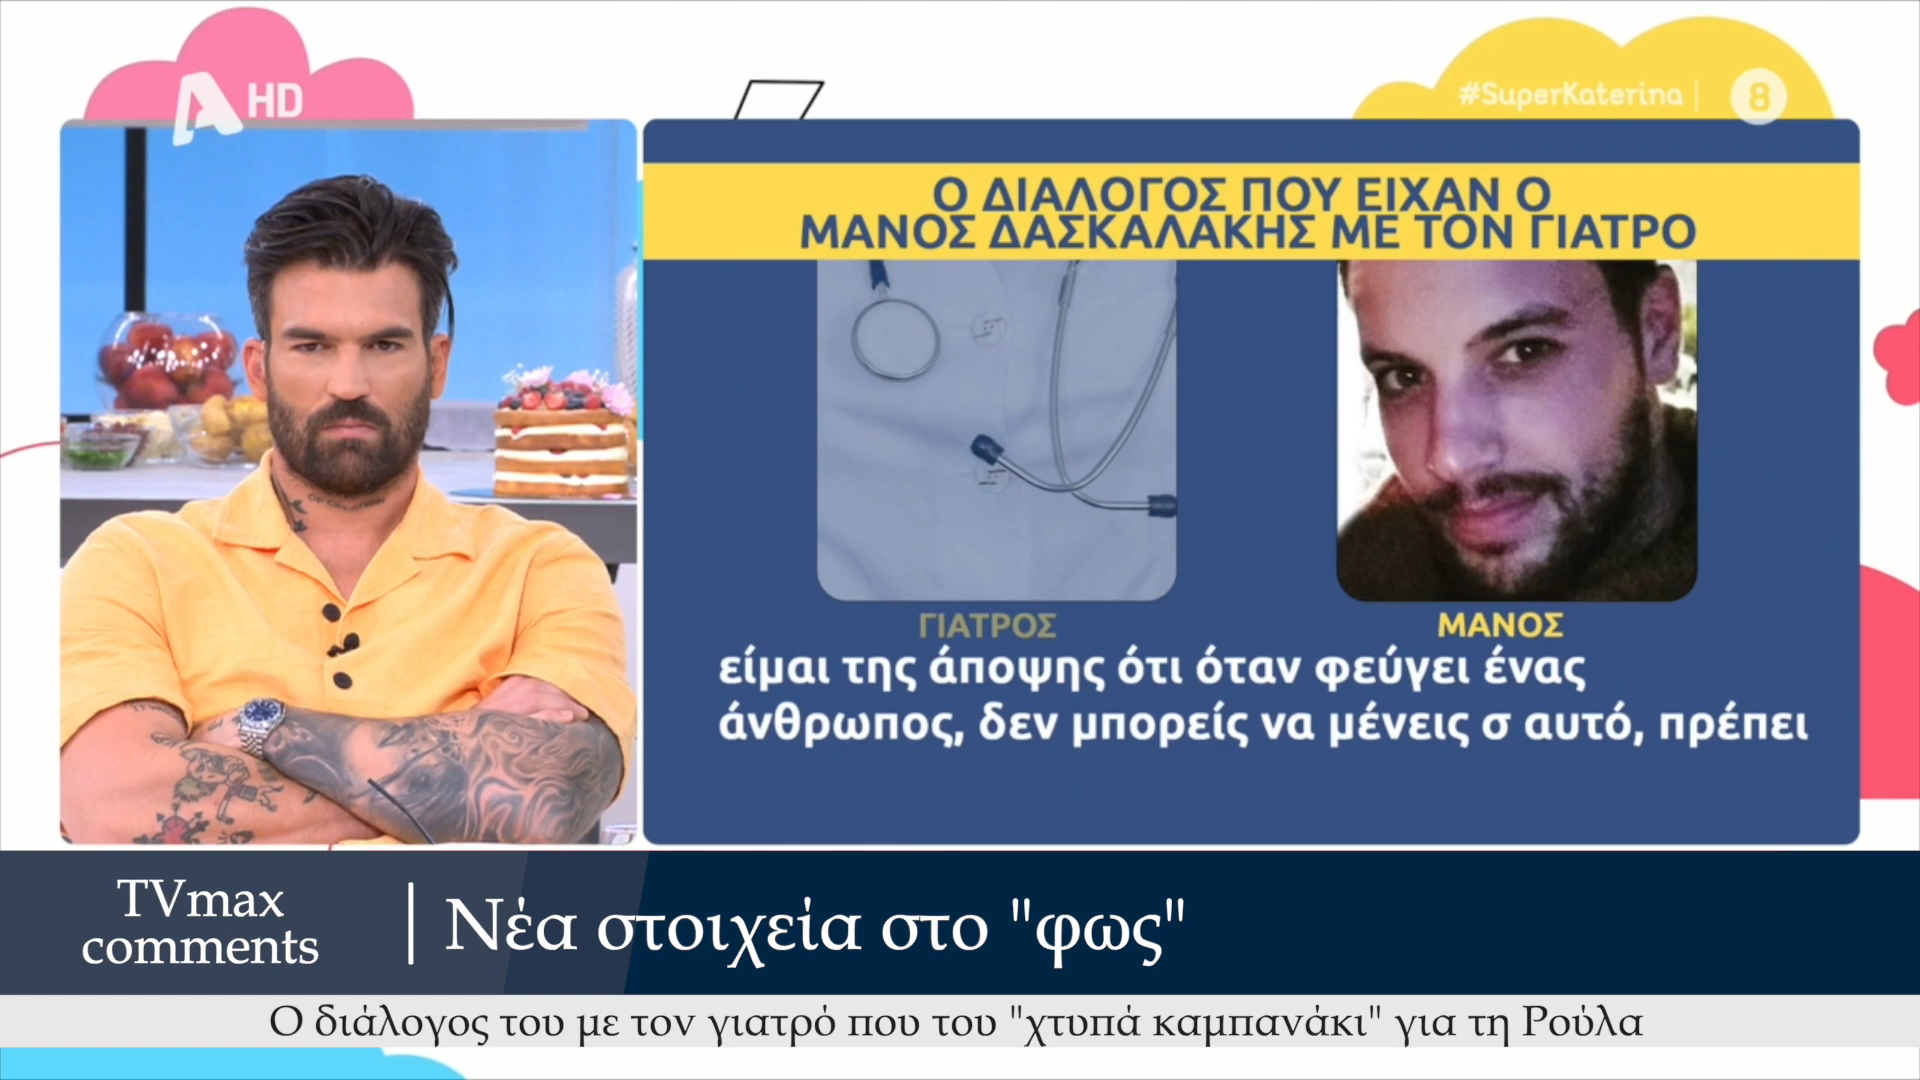 A HD
#SuperKaterina | 8
Ο ΔΙΑΛΟΓΟΣ ΠΟΥ ΕΙΧΑΝ Ο
ΜΑΝΟΣ ΔΑΣΚΑΛΑΚΗΣ ΜΕ ΤΟΝ ΓΙΑΤΡΟ
ΓΙΑΤΡΟΣ
ΜΑΝΟΣ
είμαι της άποψης ότι όταν φεύγει ένας
άνθρωπος, δεν μπορείς να μένεις σ αυτό, πρέπει
TVmax
comments
Νέα στοιχεία στο "φως"
Ο διάλογος του με τον γιατρό που του "χτυπά καμπανάκι" για τη Ρούλα